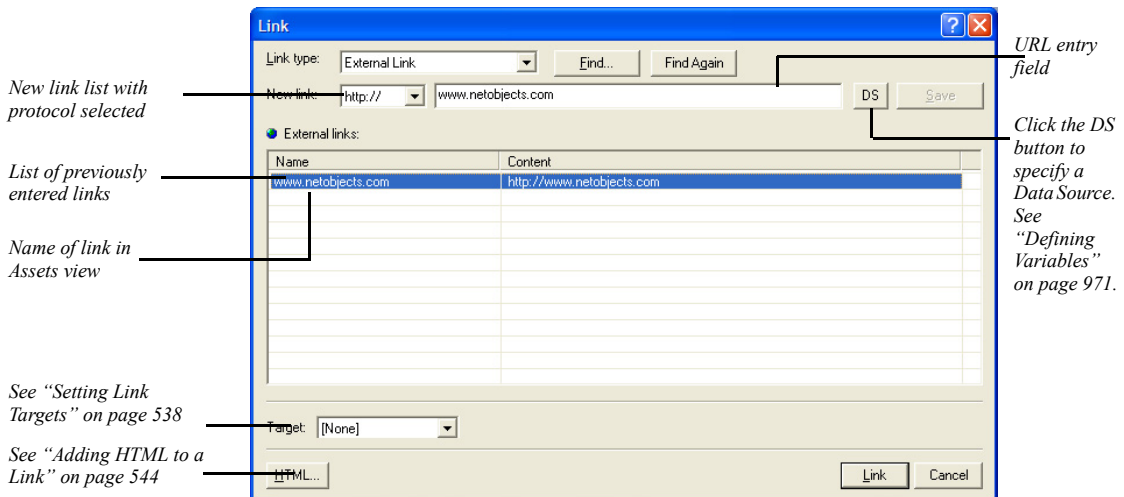 Link
Link type:
External Link
Find...
Find Again
New link:
http://
www.netobjects.com
DS
Save
External links:
Name
Content
www.netobjects.com
http://www.netobjects.com
Target:
[None]
HTML...
Link
Cancel
New link list with
protocol selected
List of previously
entered links
Name of link in
Assets view
See “Setting Link
Targets” on page 538
See “Adding HTML to a
Link” on page 544
URL entry
field
Click the DS
button to
specify a
Data Source.
See
“Defining
Variables”
on page 971.